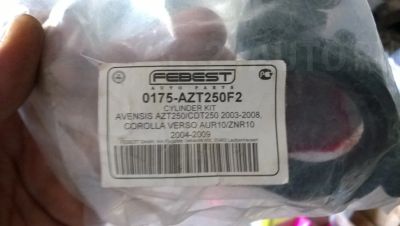 FEBEST
AUTO PARTS
0175-AZT250F2
CYLINDER KIT
AVENSIS AZT250/CDT250 2003-2008,
COROLLA VERSO AUR10/ZNR10
2004-2009